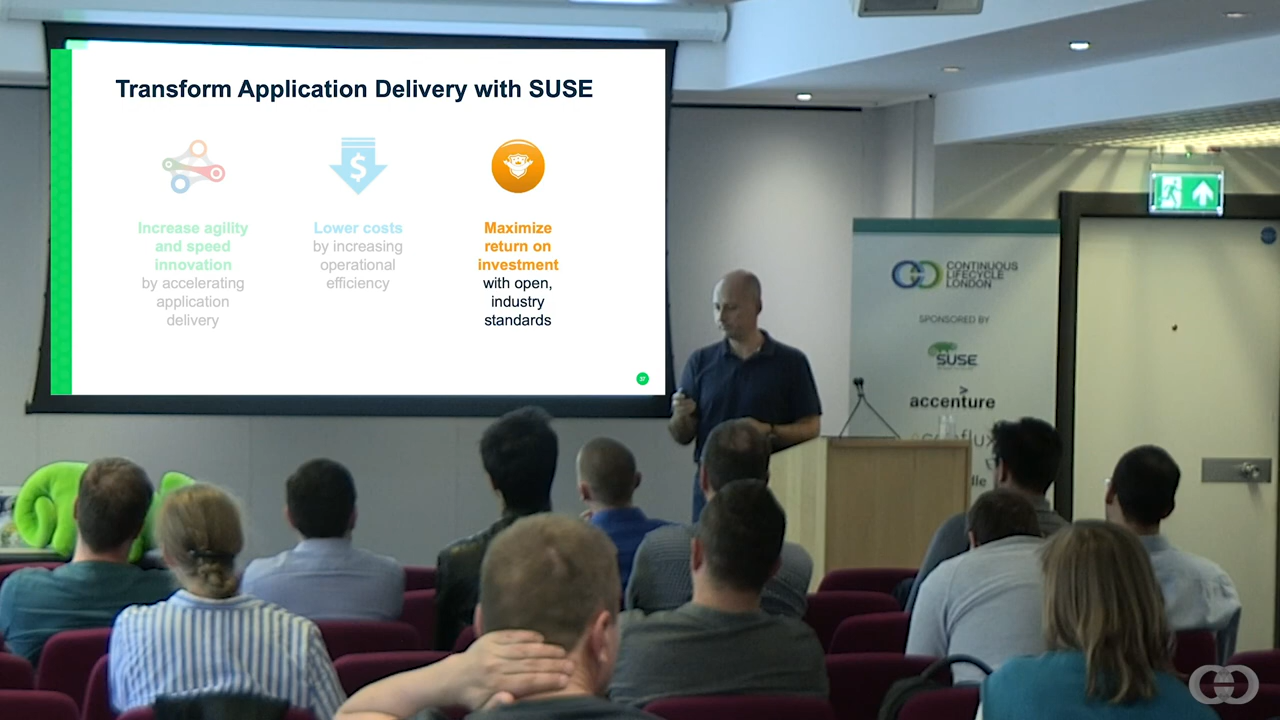 Transform Application Delivery with SUSE
$
Increase agility
and speed
innovation
by accelerating
application
delivery
Lower costs
by increasing
operational
efficiency
Maximize
return on
investment
with open,
industry
standards
37
CONTINUOUS
LIFECYCLE
LONDON
SPONSORED BY
SUSE
accenture